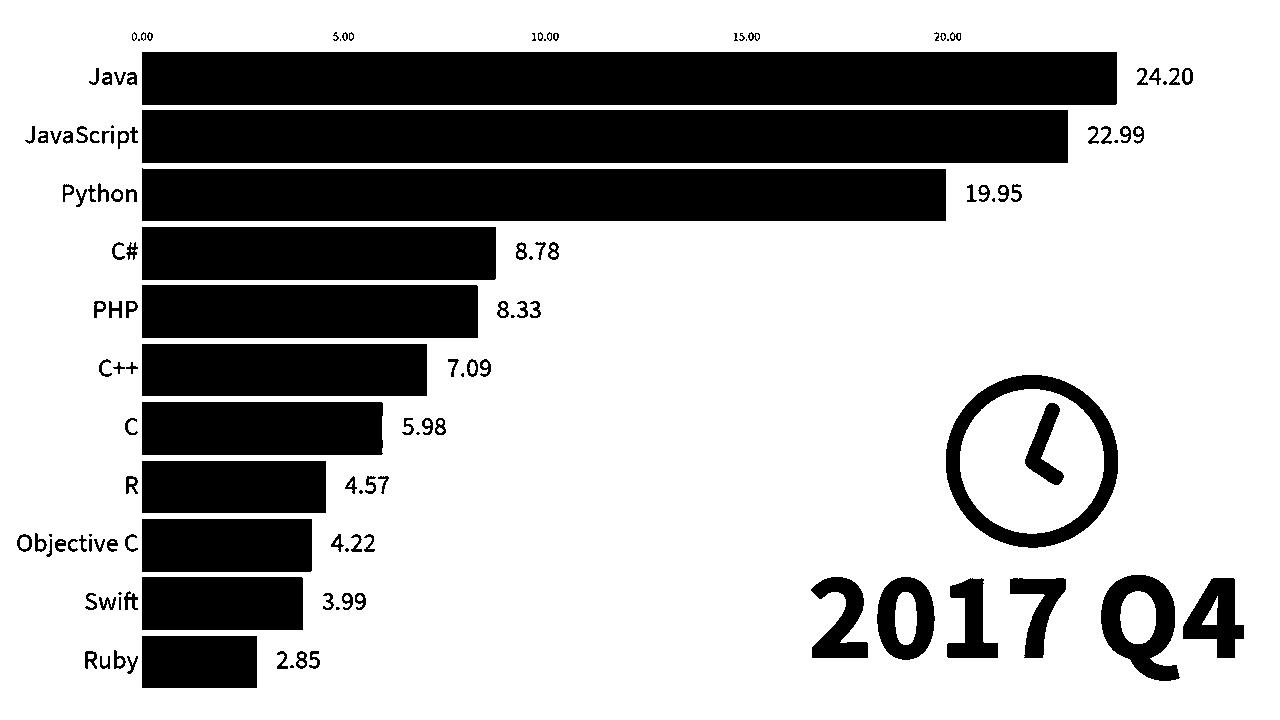 0.00 5.00 10.00 15.00 20.00
Java 24.20
JavaScript 22.99
Python 19.95
C# 8.78
PHP 8.33
C++ 7.09
C 5.98
R 4.57
Objective C 4.22
Swift 3.99
Ruby 2.85
2017 Q4